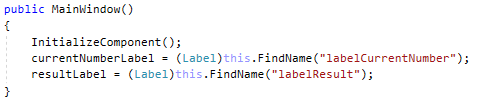 public MainWindow()
{
    InitializeComponent();
    currentNumberLabel = (Label)this.FindName("labelCurrentNumber");
    resultLabel = (Label)this.FindName("labelResult");
}